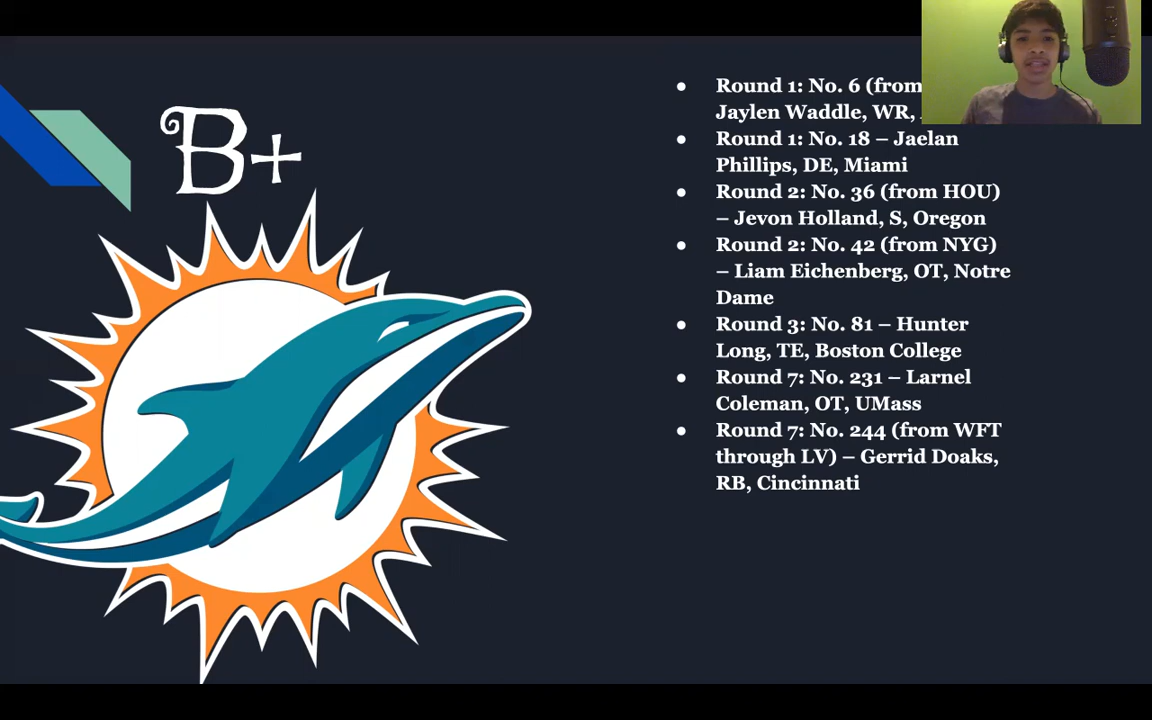 B+
Round 1: No. 6 (from
Jaylen Waddle, WR,
Round 1: No. 18 – Jaelan
Phillips, DE, Miami
Round 2: No. 36 (from HOU)
– Jevon Holland, S, Oregon
Round 2: No. 42 (from NYG)
– Liam Eichenberg, OT, Notre
Dame
Round 3: No. 81 – Hunter
Long, TE, Boston College
Round 7: No. 231 – Larnel
Coleman, OT, UMass
Round 7: No. 244 (from WFT
through LV) – Gerrid Doaks,
RB, Cincinnati